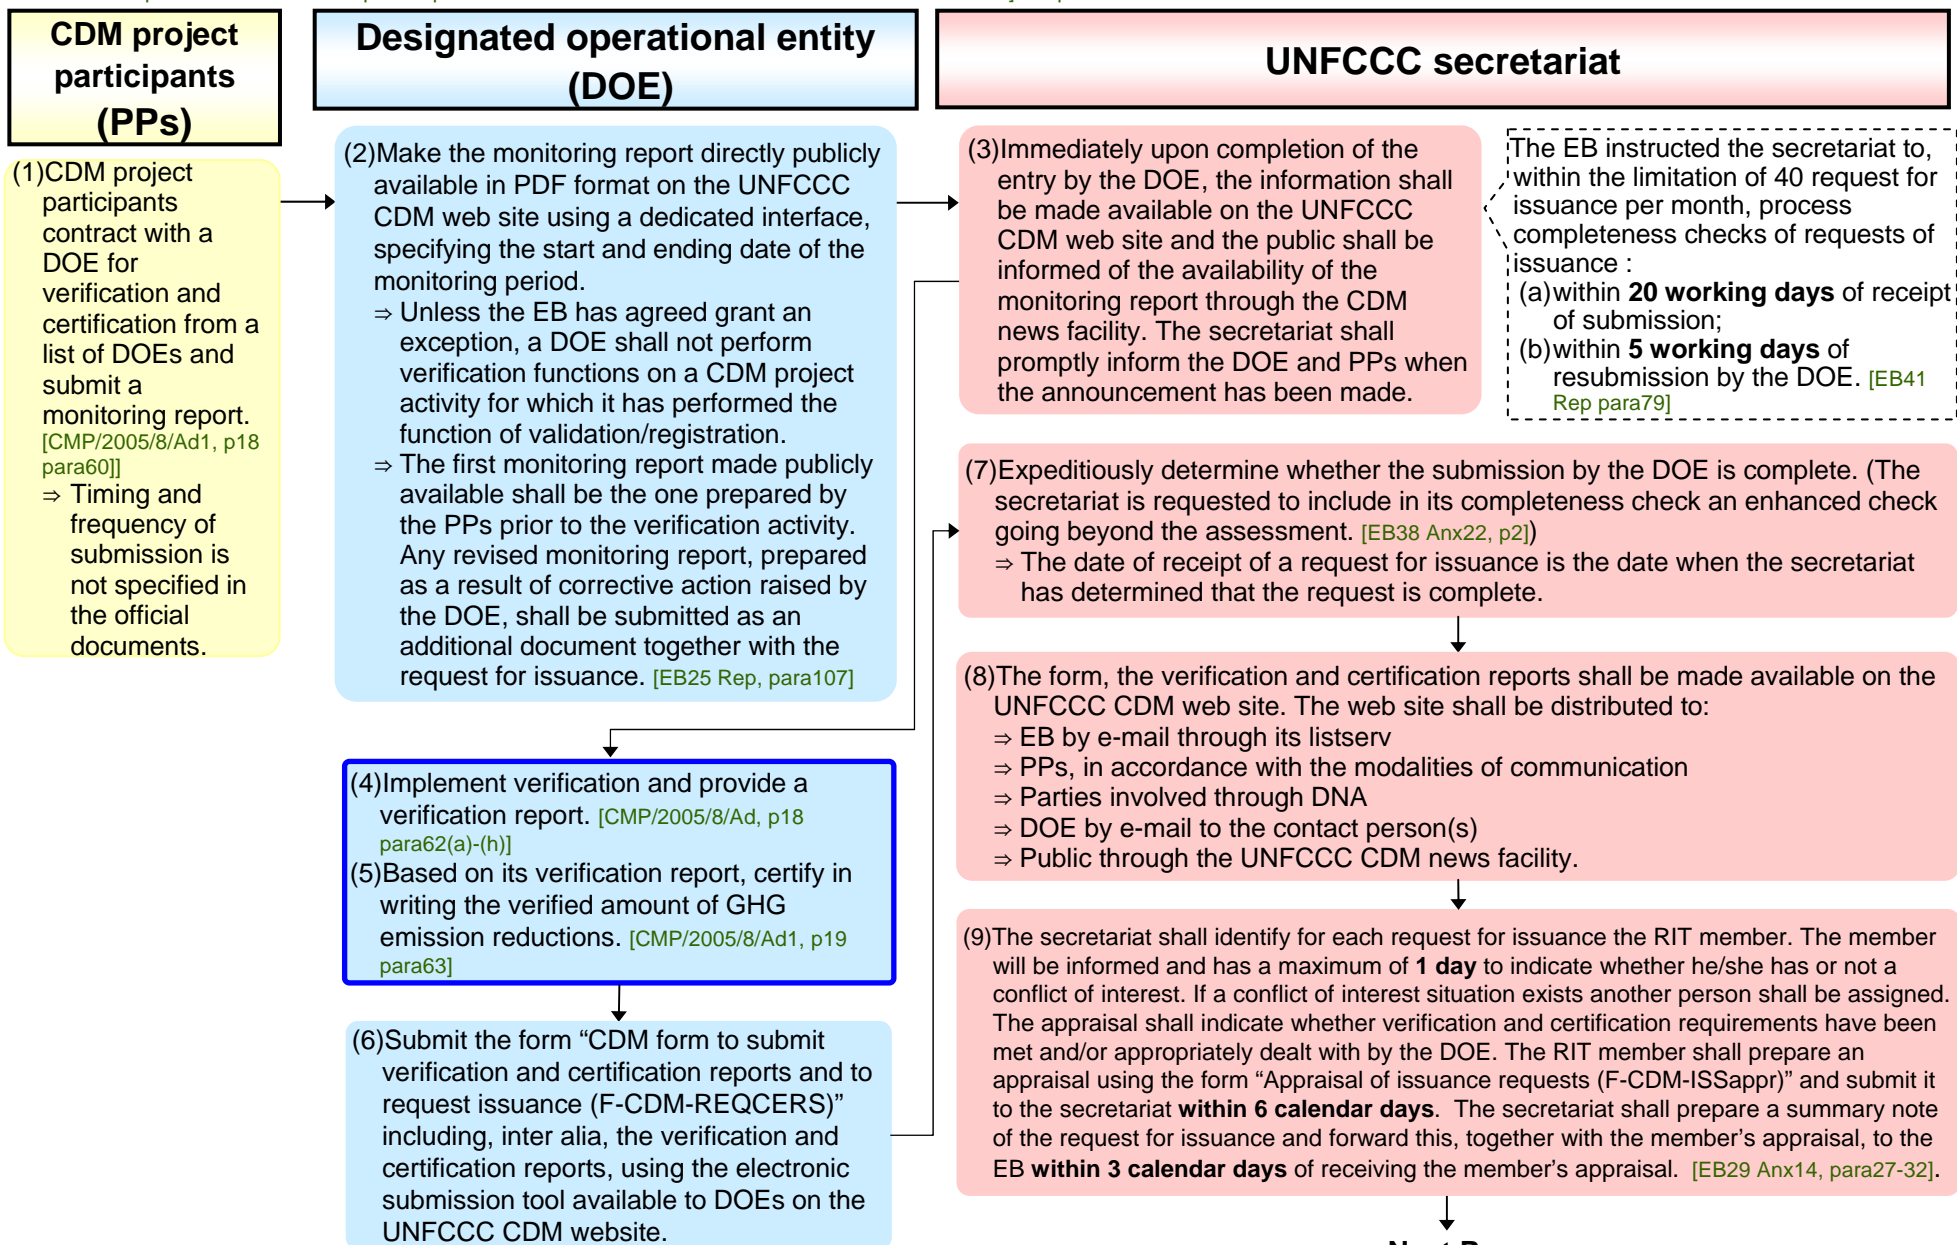 CDM project
participants
(PPs)
Designated operational entity
(DOE)
UNFCCC secretariat
(1)CDM project
participants
contract with a
DOE for
verification and
certification from a
list of DOEs and
submit a
monitoring report.
[CMP/2005/8/Ad1, p18
para60]]
⇒ Timing and
frequency of
submission is
not specified in
the official
documents.
(2)Make the monitoring report directly publicly
available in PDF format on the UNFCCC
CDM web site using a dedicated interface,
specifying the start and ending date of the
monitoring period.
⇒ Unless the EB has agreed grant an
exception, a DOE shall not perform
verification functions on a CDM project
activity for which it has performed the
function of validation/registration.
⇒ The first monitoring report made publicly
available shall be the one prepared by
the PPs prior to the verification activity.
Any revised monitoring report, prepared
as a result of corrective action raised by
the DOE, shall be submitted as an
additional document together with the
request for issuance. [EB25 Rep, para107]
(3)Immediately upon completion of the
entry by the DOE, the information shall
be made available on the UNFCCC
CDM web site and the public shall be
informed of the availability of the
monitoring report through the CDM
news facility. The secretariat shall
promptly inform the DOE and PPs when
the announcement has been made.
The EB instructed the secretariat to,
within the limitation of 40 request for
issuance per month, process
completeness checks of requests of
issuance :
(a)within 20 working days of receipt
of submission;
(b)within 5 working days of
resubmission by the DOE. [EB41
Rep para79]
(4)Implement verification and provide a
verification report. [CMP/2005/8/Ad, p18
para62(a)-(h)]
(5)Based on its verification report, certify in
writing the verified amount of GHG
emission reductions. [CMP/2005/8/Ad1, p19
para63]
(6)Submit the form “CDM form to submit
verification and certification reports and to
request issuance (F-CDM-REQCERS)”
including, inter alia, the verification and
certification reports, using the electronic
submission tool available to DOEs on the
UNFCCC CDM website.
(7)Expeditiously determine whether the submission by the DOE is complete. (The
secretariat is requested to include in its completeness check an enhanced check
going beyond the assessment. [EB38 Anx22, p2])
⇒ The date of receipt of a request for issuance is the date when the secretariat
has determined that the request is complete.
(8)The form, the verification and certification reports shall be made available on the
UNFCCC CDM web site. The web site shall be distributed to:
⇒ EB by e-mail through its listserv
⇒ PPs, in accordance with the modalities of communication
⇒ Parties involved through DNA
⇒ DOE by e-mail to the contact person(s)
⇒ Public through the UNFCCC CDM news facility.
(9)The secretariat shall identify for each request for issuance the RIT member. The member
will be informed and has a maximum of 1 day to indicate whether he/she has or not a
conflict of interest. If a conflict of interest situation exists another person shall be assigned.
The appraisal shall indicate whether verification and certification requirements have been
met and/or appropriately dealt with by the DOE. The RIT member shall prepare an
appraisal using the form “Appraisal of issuance requests (F-CDM-ISSappr)” and submit it
to the secretariat within 6 calendar days. The secretariat shall prepare a summary note
of the request for issuance and forward this, together with the member’s appraisal, to the
EB within 3 calendar days of receiving the member’s appraisal. [EB29 Anx14, para27-32].